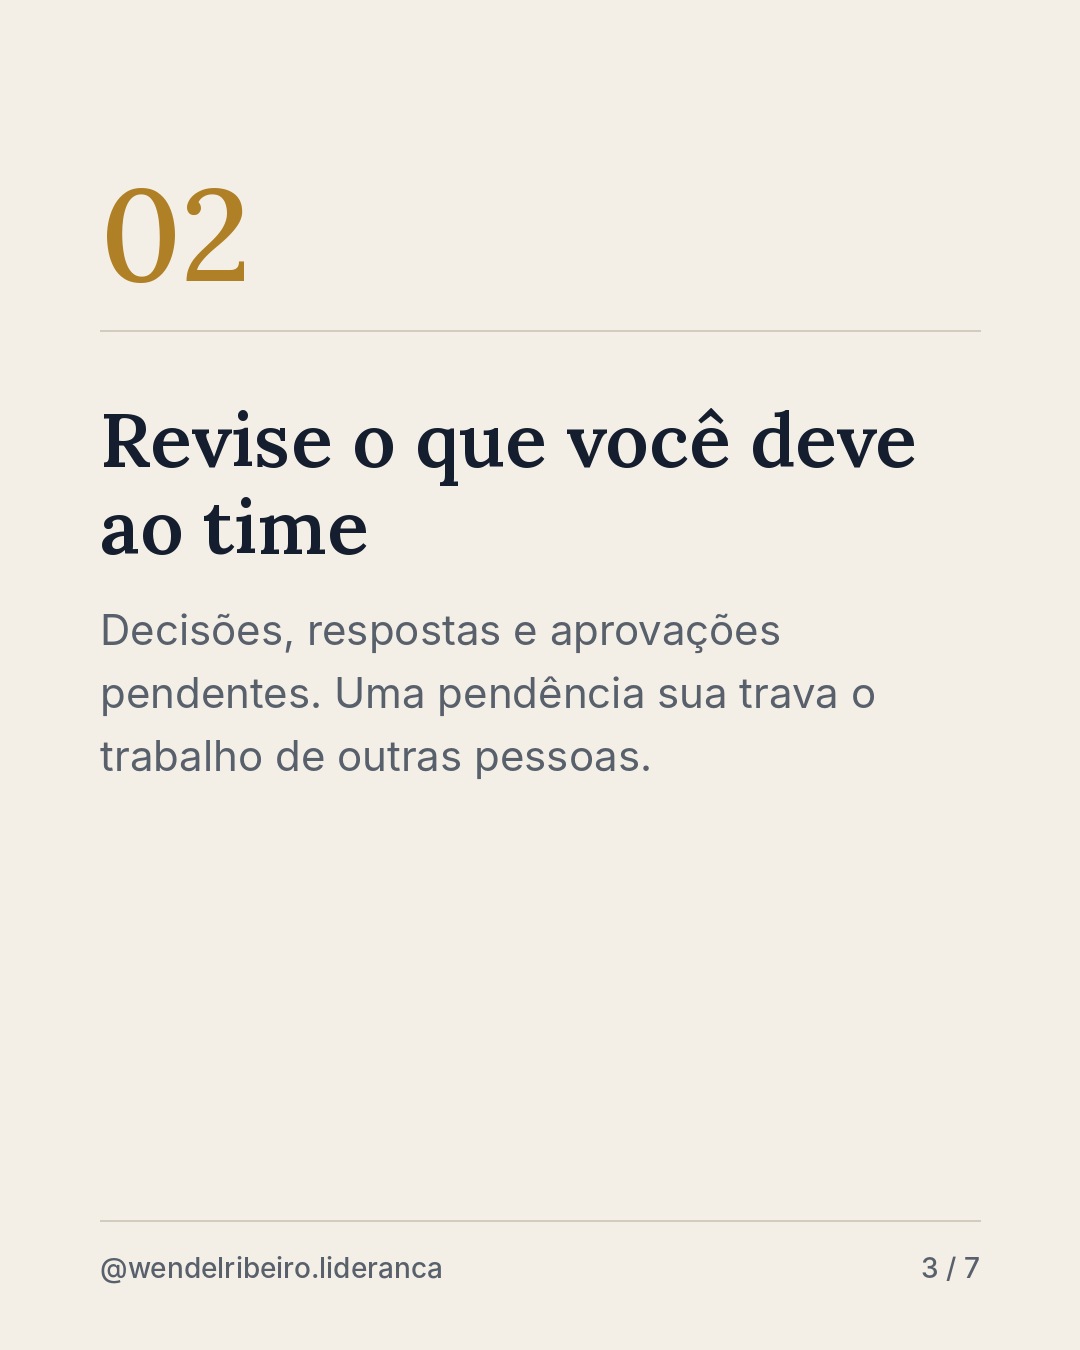 02
Revise o que você deve
ao time
Decisões, respostas e aprovações
pendentes. Uma pendência sua trava o
trabalho de outras pessoas.
@wendelribeiro.lideranca
3 / 7